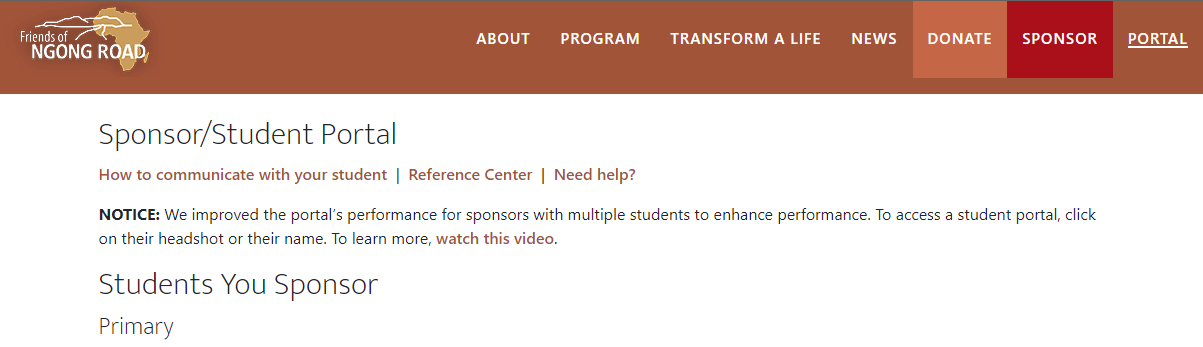 Friends of
NGONG ROAD
ABOUT PROGRAM TRANSFORM A LIFE NEWS DONATE SPONSOR PORTAL
Sponsor/Student Portal
How to communicate with your student | Reference Center | Need help?
NOTICE: We improved the portal's performance for sponsors with multiple students to enhance performance. To access a student portal, click
on their headshot or their name. To learn more, watch this video.
Students You Sponsor
Primary